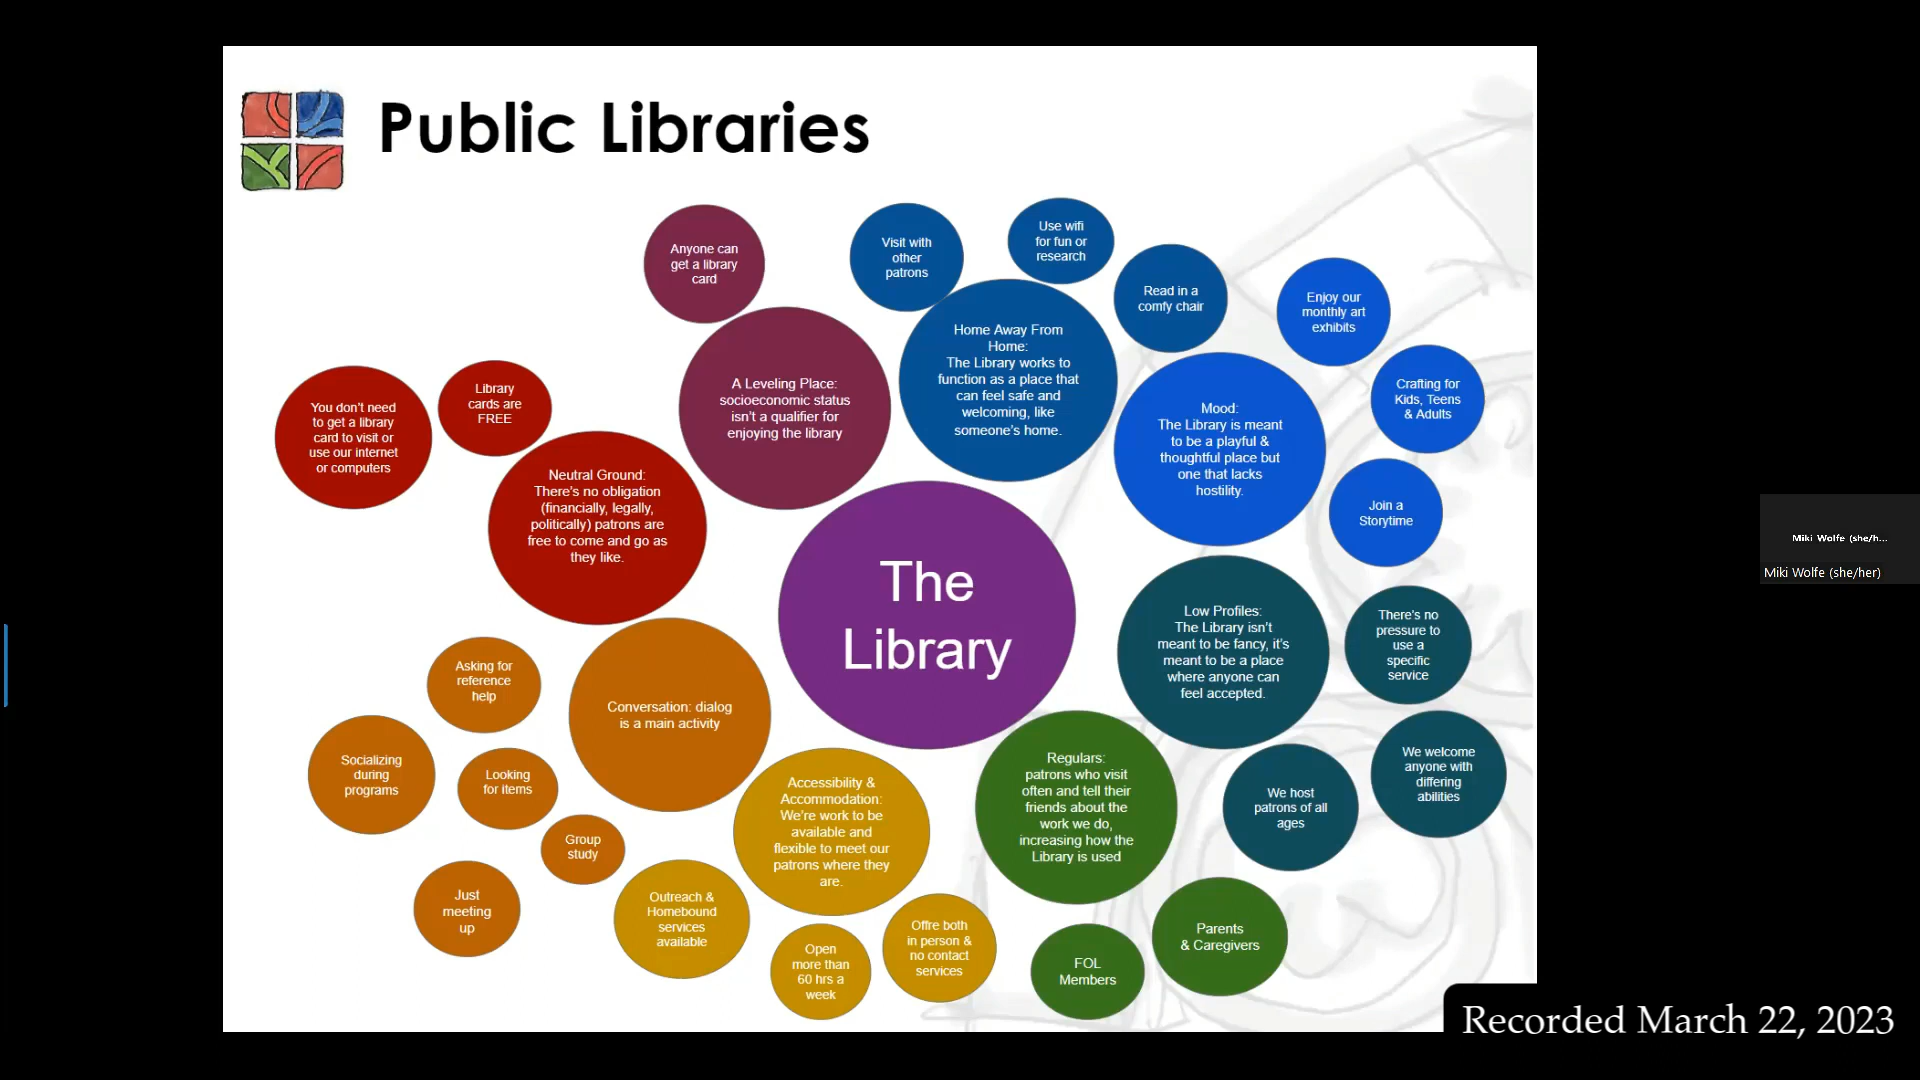 Public Libraries
Anyone can
get a library
card
Visit with
other
patrons
Use wifi
for fun or
research
Read in a
comfy chair
Enjoy our
monthly art
exhibits
Crafting for
Kids, Teens
& Adults
Join a
Storytime
Home Away From
Home:
The Library works to
function as a place that
can feel safe and
welcoming, like
someone's home.
A Leveling Place:
socioeconomic status
isn't a qualifier for
enjoying the library
Mood:
The Library is meant
to be a playful &
thoughtful place but
one that lacks
hostility.
You don't need
to get a library
card to visit or
use our internet
or computers
Library
cards are
FREE
Neutral Ground:
There's no obligation
(financially, legally,
politically) patrons are
free to come and go as
they like.
The
Library
Low Profiles:
The Library isn't
meant to be fancy, it's
meant to be a place
where anyone can
feel accepted.
There's no
pressure to
use a
specific
service
We welcome
anyone with
differing
abilities
We host
patrons of all
ages
Asking for
reference
help
Conversation: dialog
is a main activity
Socializing
during
programs
Looking
for items
Group
study
Just
meeting
up
Accessibility &
Accommodation:
We're work to be
available and
flexible to meet our
patrons where they
are.
Outreach &
Homebound
services
available
Open
more than
60 hrs a
week
Offre both
in person &
no contact
services
Regulars:
patrons who visit
often and tell their
friends about the
work we do,
increasing how the
Library is used
FOL
Members
Parents
& Caregivers
Miki Wolfe (she/h...
Miki Wolfe (she/her)
Recorded March 22, 2023